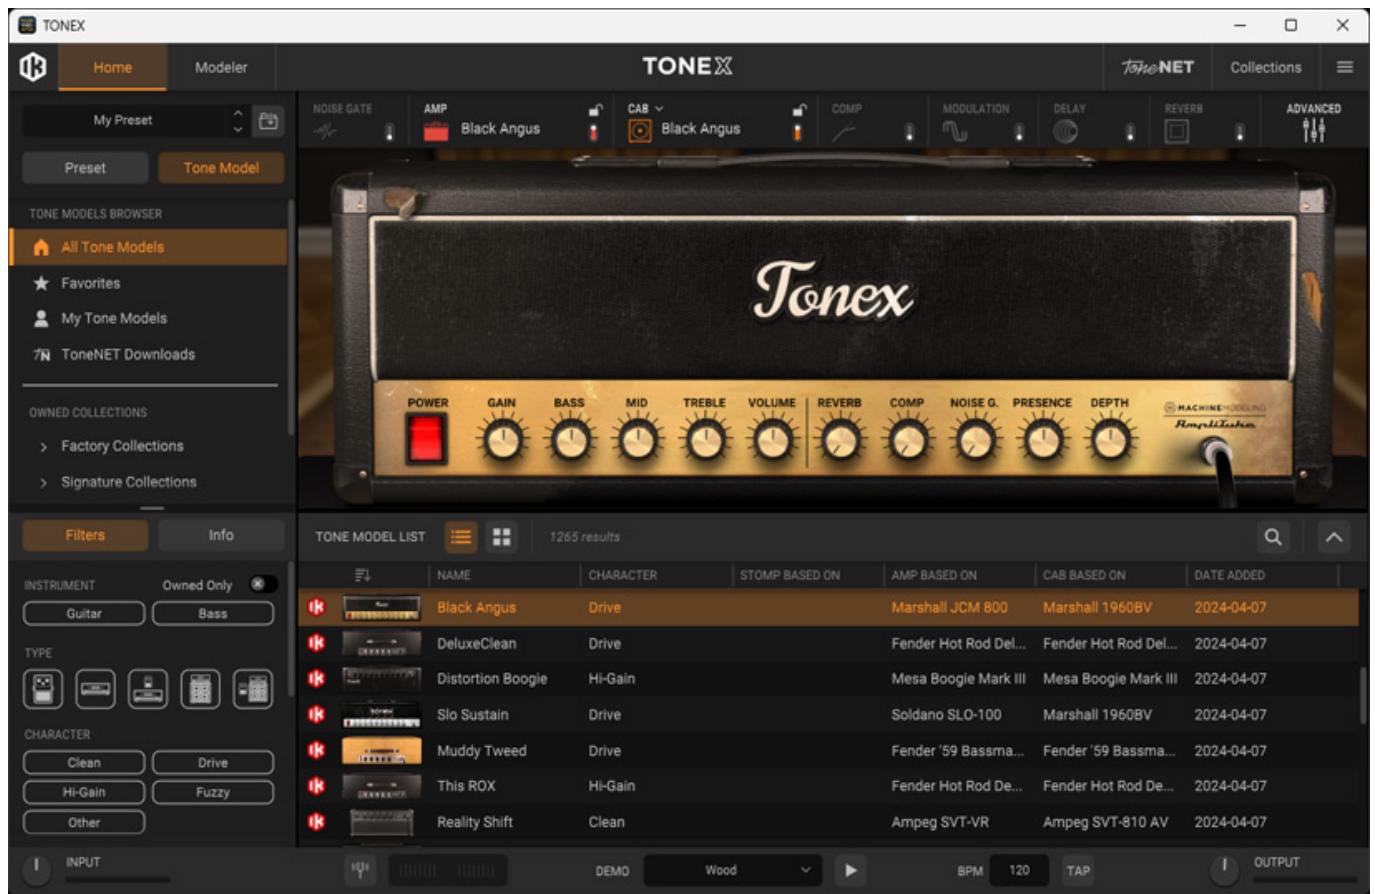 TONEX
Home
Modeler
TONEX
ToneNET
Collections
My Preset
NOISE GATE
AMP
Black Angus
CAB
Black Angus
COMP
MODULATION
DELAY
REVERB
ADVANCED
Preset
Tone Model
TONE MODELS BROWSER
All Tone Models
Favorites
My Tone Models
ToneNET Downloads
OWNED COLLECTIONS
Factory Collections
Signature Collections
Tonex
POWER GAIN BASS MID TREBLE VOLUME REVERB COMP NOISE G. PRESENCE DEPTH
MACHINE MODELING
AmpliTube
Filters
Info
INSTRUMENT
Owned Only
Guitar
Bass
TYPE
CHARACTER
Clean
Drive
Hi-Gain
Fuzzy
Other
TONE MODEL LIST
1265 results
NAME CHARACTER STOMP BASED ON AMP BASED ON CAB BASED ON DATE ADDED
Black Angus Drive Marshall JCM 800 Marshall 1960BV 2024-04-07
DeluxeClean Drive Fender Hot Rod Del... Fender Hot Rod Del... 2024-04-07
Distortion Boogie Hi-Gain Mesa Boogie Mark III Mesa Boogie Mark III 2024-04-07
Slo Sustain Drive Soldano SLO-100 Marshall 1960BV 2024-04-07
Muddy Tweed Drive Fender '59 Bassma... Fender '59 Bassma... 2024-04-07
This ROX Hi-Gain Fender Hot Rod De... Fender Hot Rod De... 2024-04-07
Reality Shift Clean Ampeg SVT-VR Ampeg SVT-810 AV 2024-04-07
INPUT
DEMO
Wood
BPM
120
TAP
OUTPUT